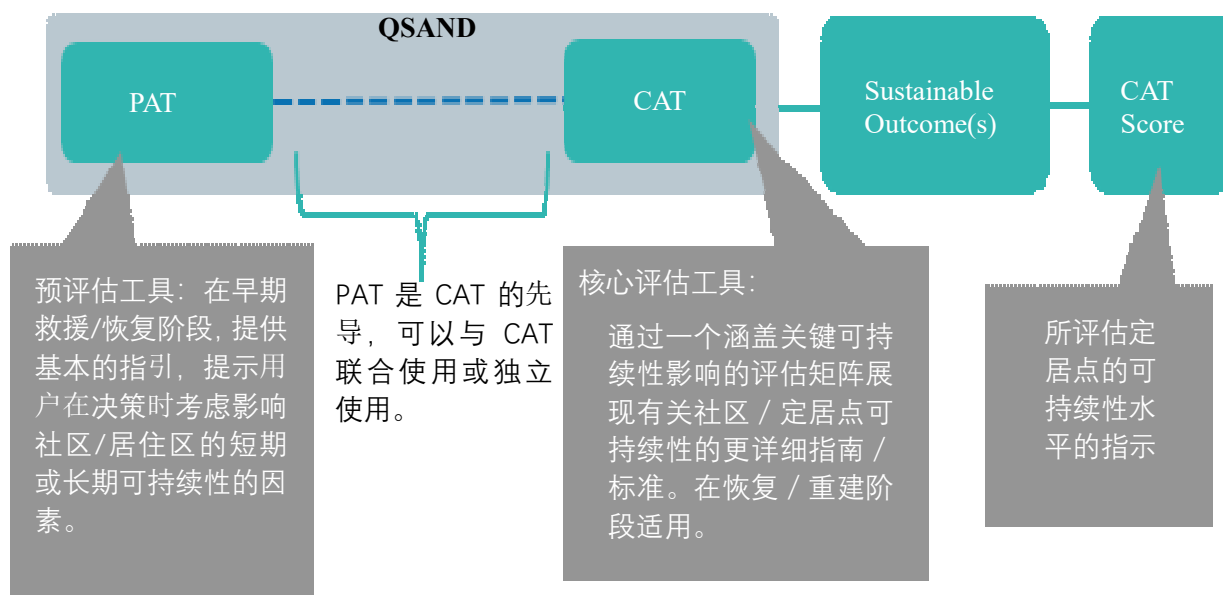 QSAND
PAT
CAT
Sustainable
Outcome(s)
CAT
Score
预评估工具：在早期
救援/恢复阶段，提供
基本的指引，提示用
户在决策时考虑影响
社区/居住区的短期
或长期可持续性的因
素。
PAT 是 CAT 的先
导，可以与 CAT
联合使用或独立
使用。
核心评估工具：
通过一个涵盖关键可持
续性影响的评估矩阵展
现有关社区 / 定居点可
持续性的更详细指南 /
标准。在恢复 / 重建阶
段适用。
所评估定
居点的可
持续性水
平的指示